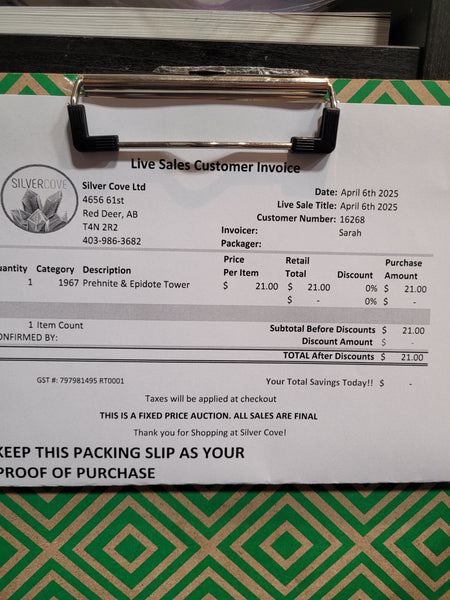 Live Sales Customer Invoice
SILVERCOVE
Silver Cove Ltd
4656 61st
Red Deer, AB
T4N 2R2
403-986-3682
Date: April 6th 2025
Live Sale Title: April 6th 2025
Customer Number: 16268
Invoicer: Sarah
Packager:
uantity Category Description Price Per Item Retail Total Discount Purchase Amount
1 1967 Prehnite & Epidote Tower $ 21.00 $ 21.00 0% $ 21.00
$ - 0% $ -
1 Item Count Subtotal Before Discounts $ 21.00
ONFIRMED BY: Discount Amount $ -
TOTAL After Discounts $ 21.00
GST #: 797981495 RT0001 Your Total Savings Today!! $ -
Taxes will be applied at checkout
THIS IS A FIXED PRICE AUCTION. ALL SALES ARE FINAL
Thank you for Shopping at Silver Cove!
KEEP THIS PACKING SLIP AS YOUR
PROOF OF PURCHASE